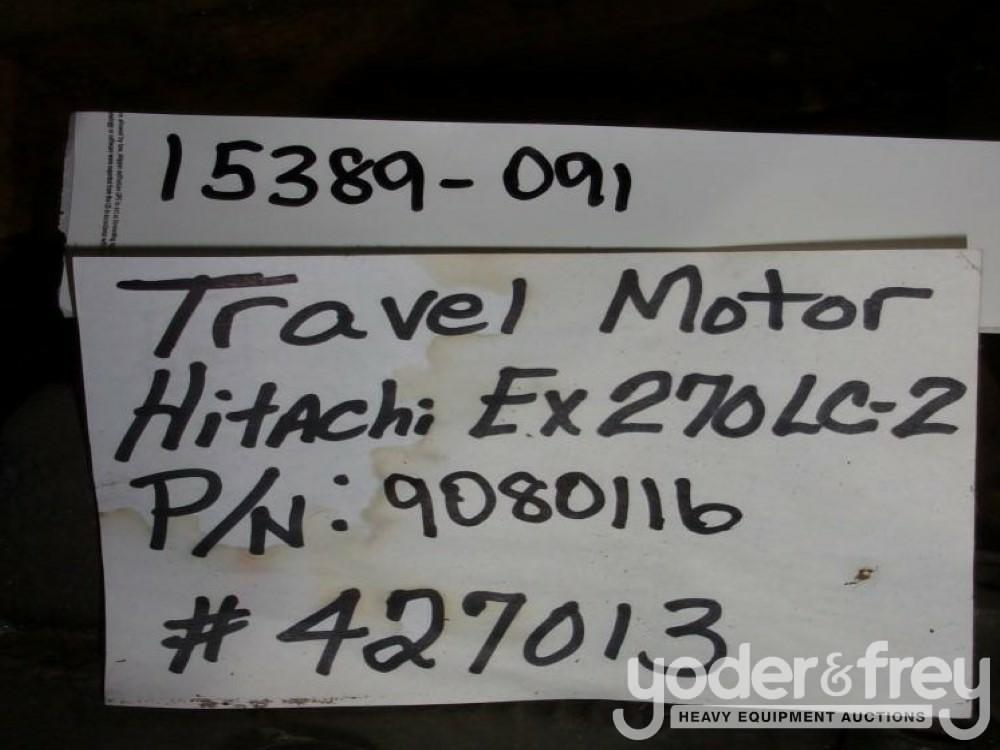 15389-091
Travel Motor
HitAchi Ex270LC-2
P/N: 9080116
# 427013
yoder&frey
HEAVY EQUIPMENT AUCTIONS